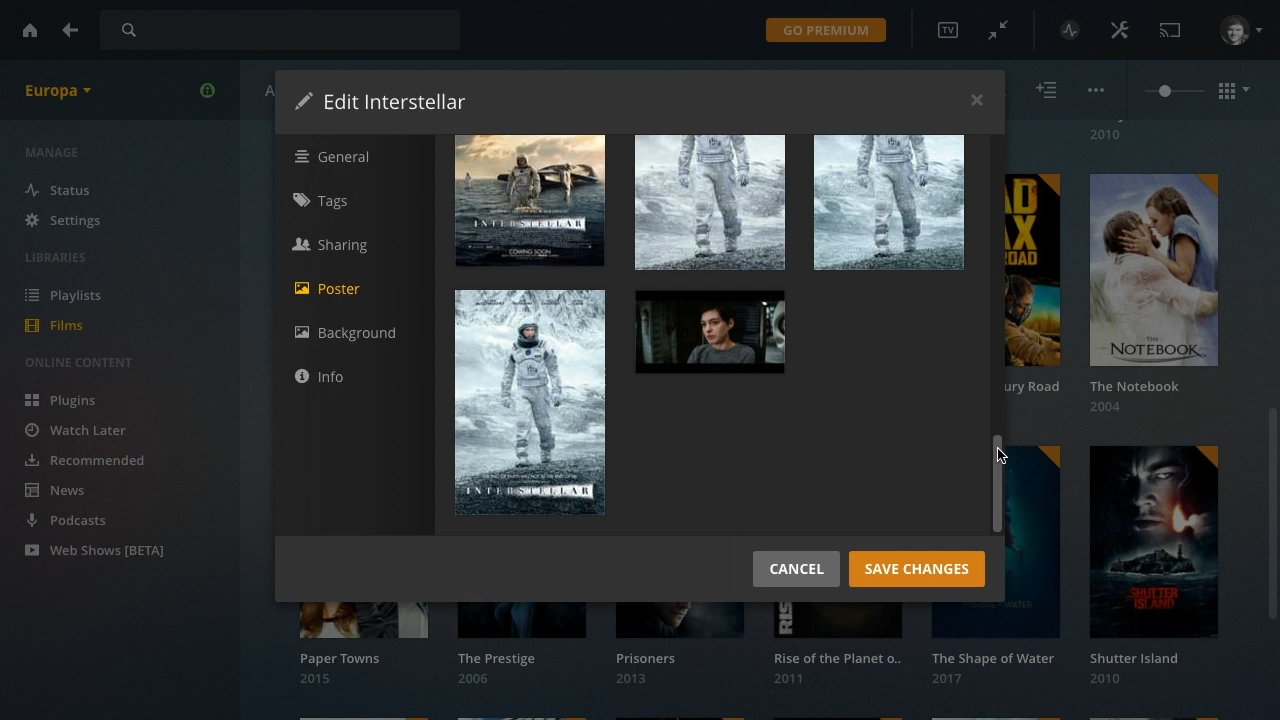 GO PREMIUM
TV
Europa
Edit Interstellar
MANAGE
Status
Settings
LIBRARIES
Playlists
Films
ONLINE CONTENT
Plugins
Watch Later
Recommended
News
Podcasts
Web Shows [BETA]
General
Tags
Sharing
Poster
Background
Info
INTERSTELLAR
COMING SOON
INTERSTELLAR
CANCEL
SAVE CHANGES
2010
ROAD
THE NOTEBOOK
ury Road
The Notebook
2004
SHUTTER
ISLAND
Paper Towns
2015
The Prestige
2006
Prisoners
2013
Rise of the Planet o..
2011
The Shape of Water
2017
Shutter Island
2010